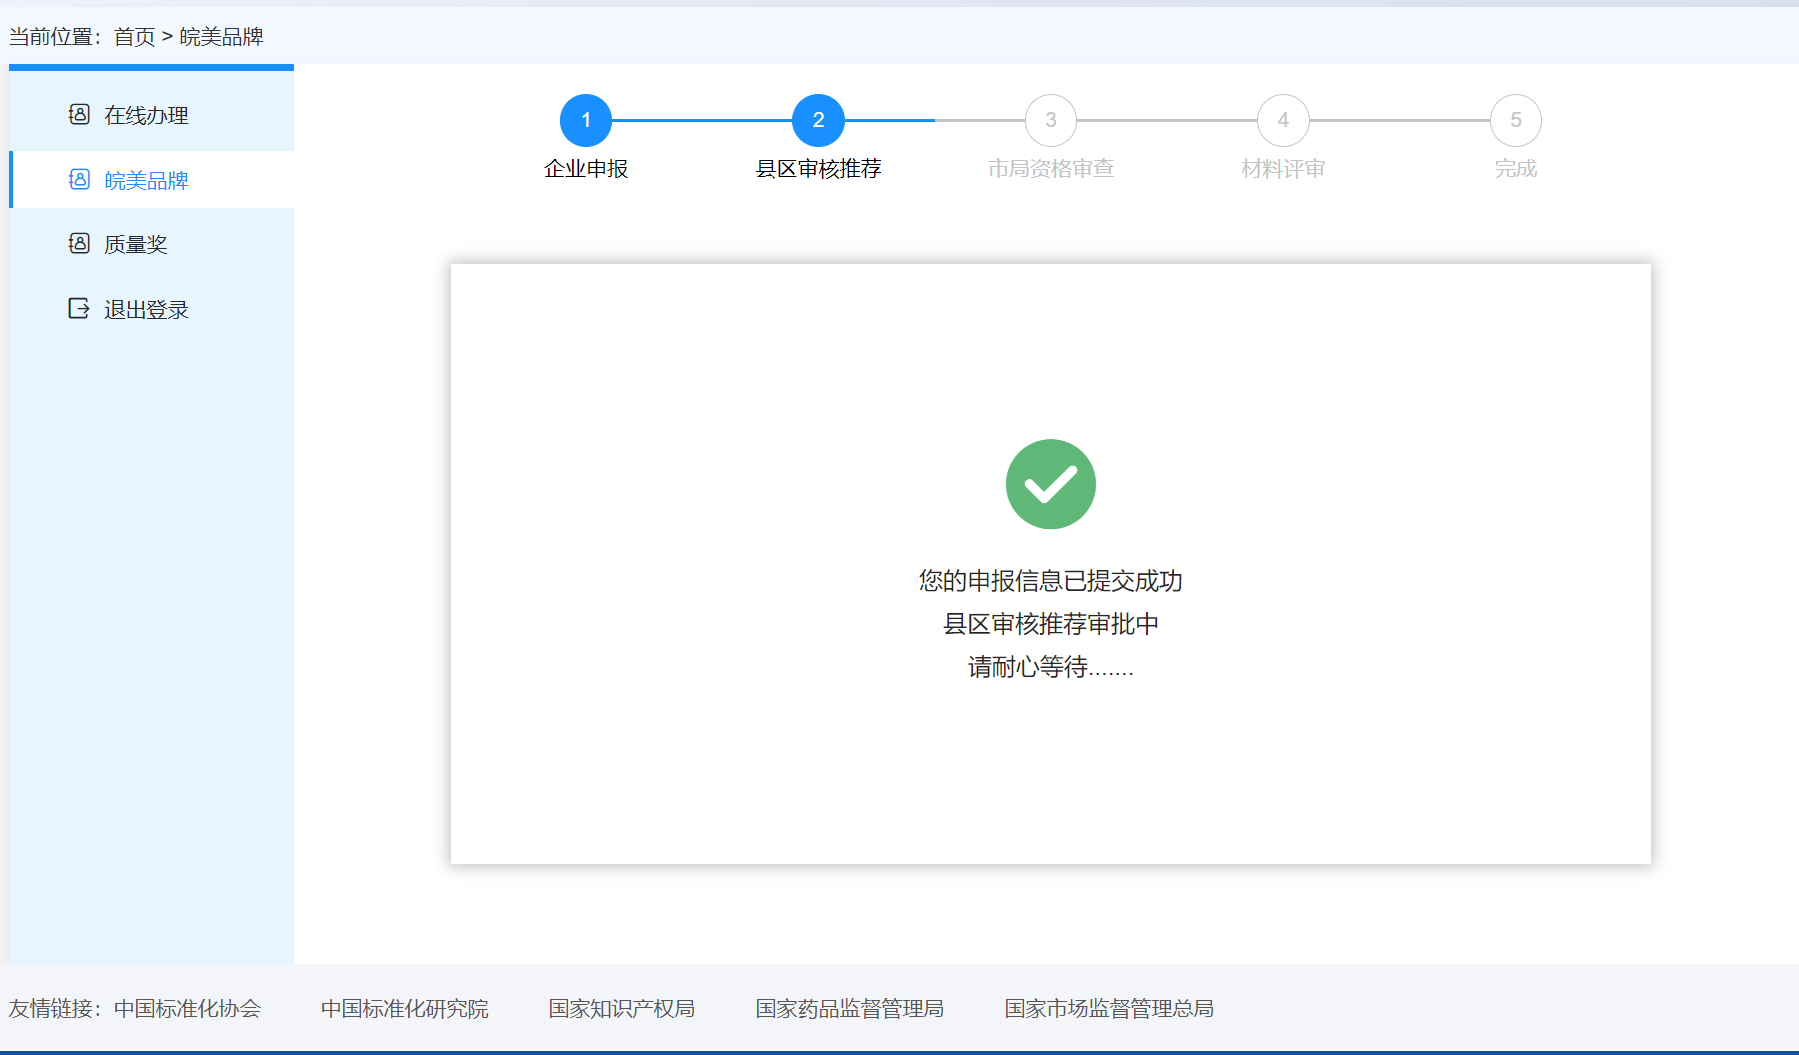 当前位置：首页 > 皖美品牌
在线办理
皖美品牌
质量奖
退出登录
1 2 3 4 5
企业申报 县区审核推荐 市局资格审查 材料评审 完成
您的申报信息已提交成功
县区审核推荐审批中
请耐心等待.......
友情链接：中国标准化协会 中国标准化研究院 国家知识产权局 国家药品监督管理局 国家市场监督管理总局